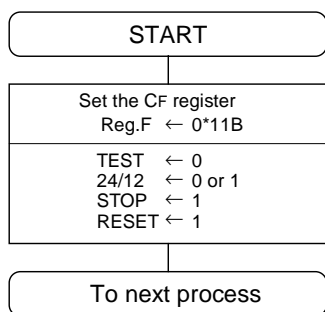 START
Set the CF register
Reg.F ← 0*11B
TEST ← 0
24/12 ← 0 or 1
STOP ← 1
RESET ← 1
To next process